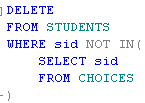 DELETE
FROM STUDENTS
WHERE sid NOT IN(
SELECT sid
FROM CHOICES
)